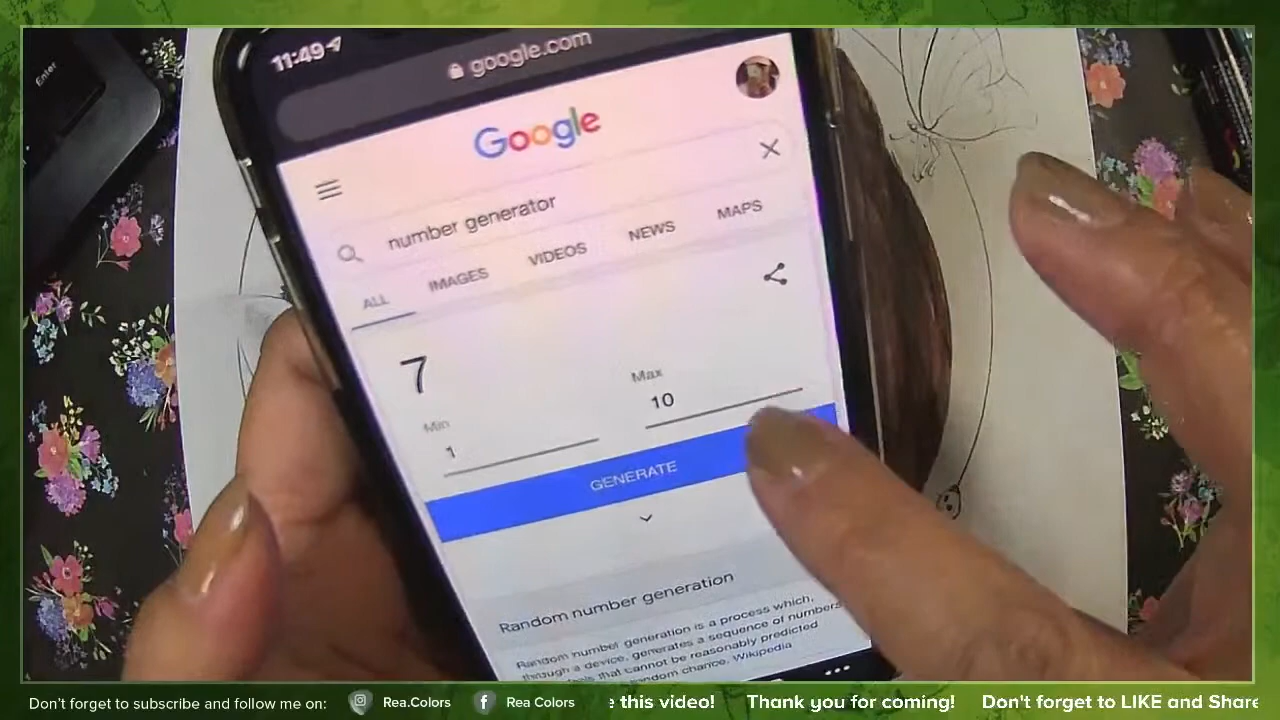 Enter
11:49
google.com
Google
number generator
ALL IMAGES VIDEOS NEWS MAPS
7
Min
1
Max
10
GENERATE
Random number generation
Random number generation is a process which,
through a device, generates a sequence of numbers
that cannot be reasonably predicted
random chance. Wikipedia
Don't forget to subscribe and follow me on: Rea.Colors Rea Colors this video! Thank you for coming! Don't forget to LIKE and Share